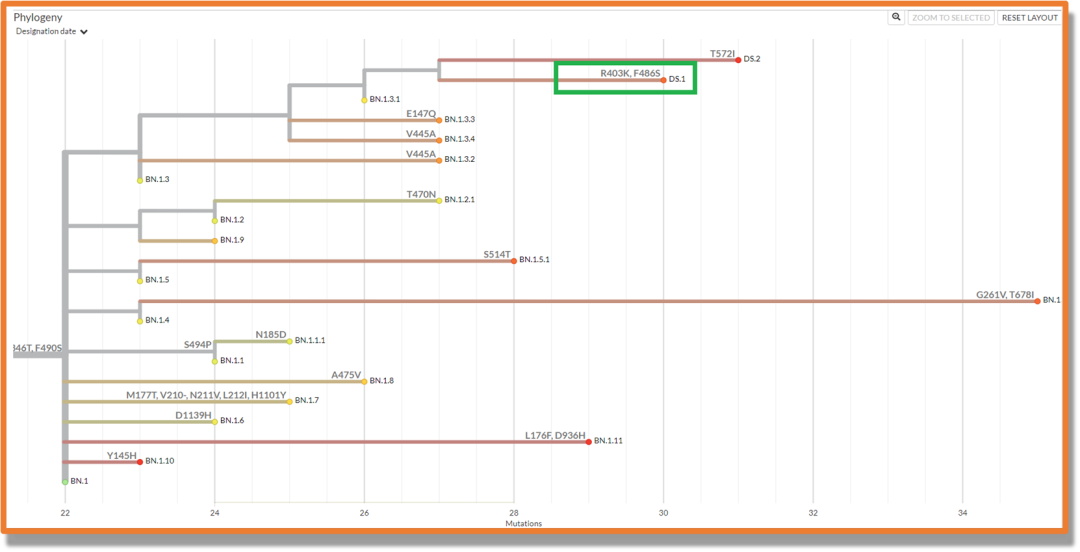 Phylogeny
ZOOM TO SELECTED
RESET LAYOUT
Designation date
T572I
DS.2
R403K, F486S
DS.1
BN.1.3.1
E147Q
BN.1.3.3
V445A
BN.1.3.4
V445A
BN.1.3.2
BN.1.3
T470N
BN.1.2.1
BN.1.2
BN.1.9
S514T
BN.1.5.1
BN.1.5
G261V, T678I
BN.1.
BN.1.4
N185D
BN.1.1.1
346T, F490S
S494P
BN.1.1
A475V
BN.1.8
M177T, V210-, N211V, L212I, H1101Y
BN.1.7
D1139H
BN.1.6
L176F, D936H
BN.1.11
Y145H
BN.1.10
BN.1
22 24 26 28 30 32 34
Mutations